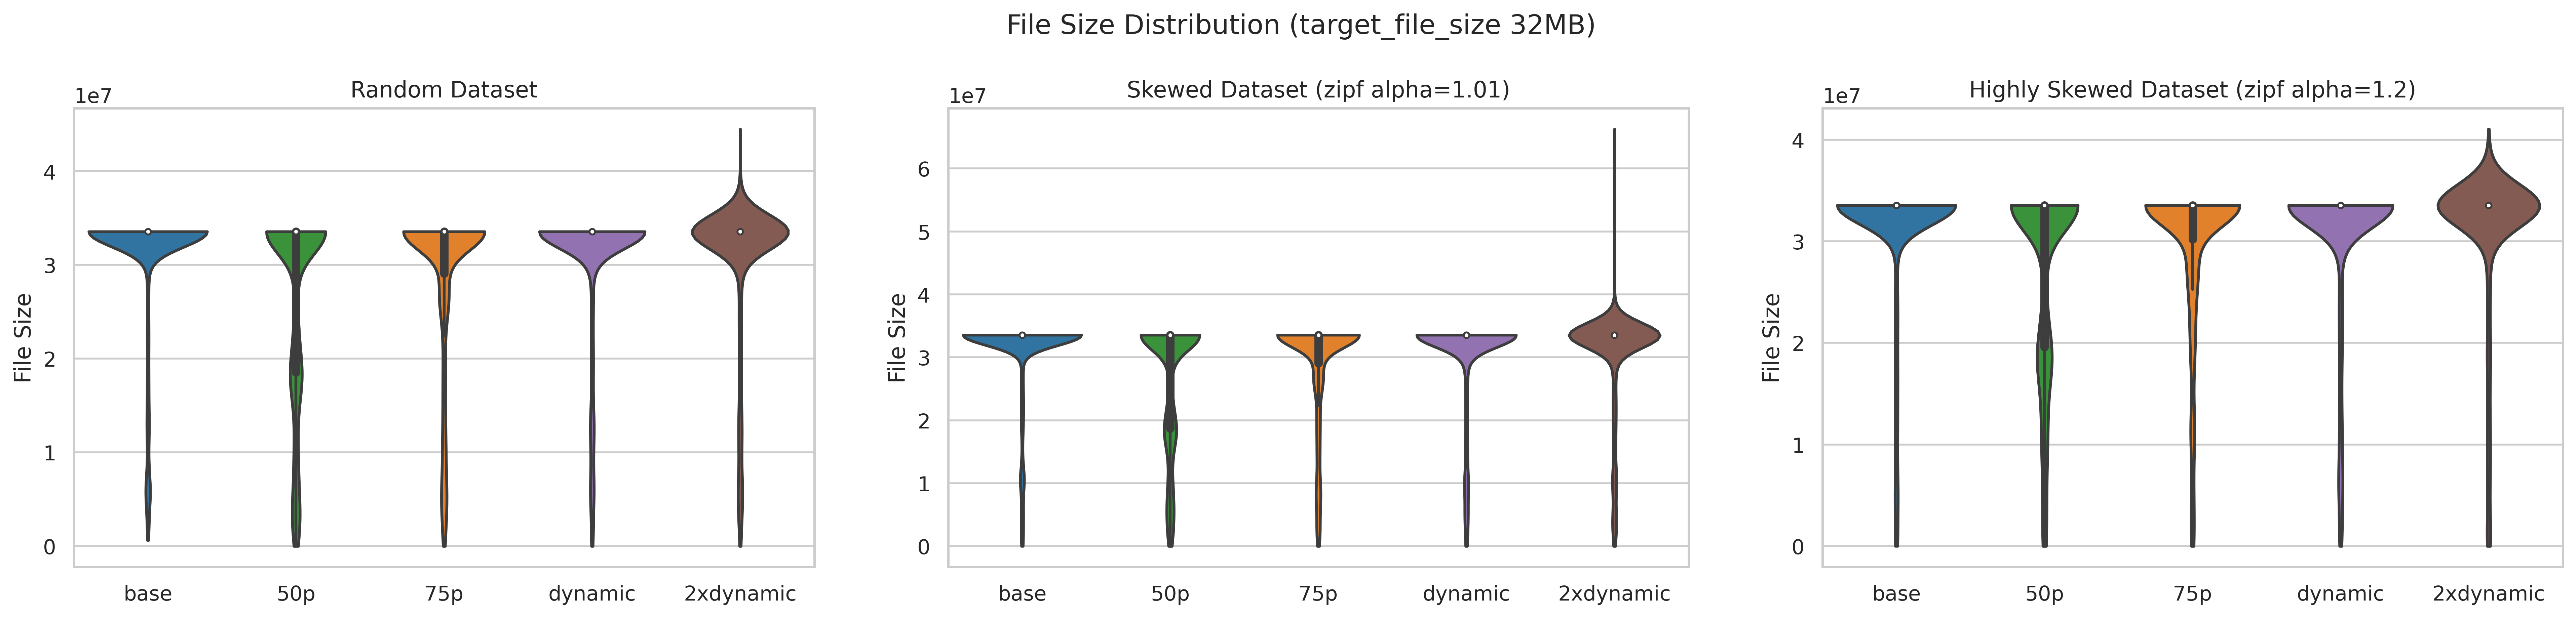 File Size Distribution (target_file_size 32MB)
Random Dataset
1e7
File Size
4
3
2
1
0
base 50p 75p dynamic 2xdynamic
Skewed Dataset (zipf alpha=1.01)
1e7
File Size
6
5
4
3
2
1
0
base 50p 75p dynamic 2xdynamic
Highly Skewed Dataset (zipf alpha=1.2)
1e7
File Size
4
3
2
1
0
base 50p 75p dynamic 2xdynamic